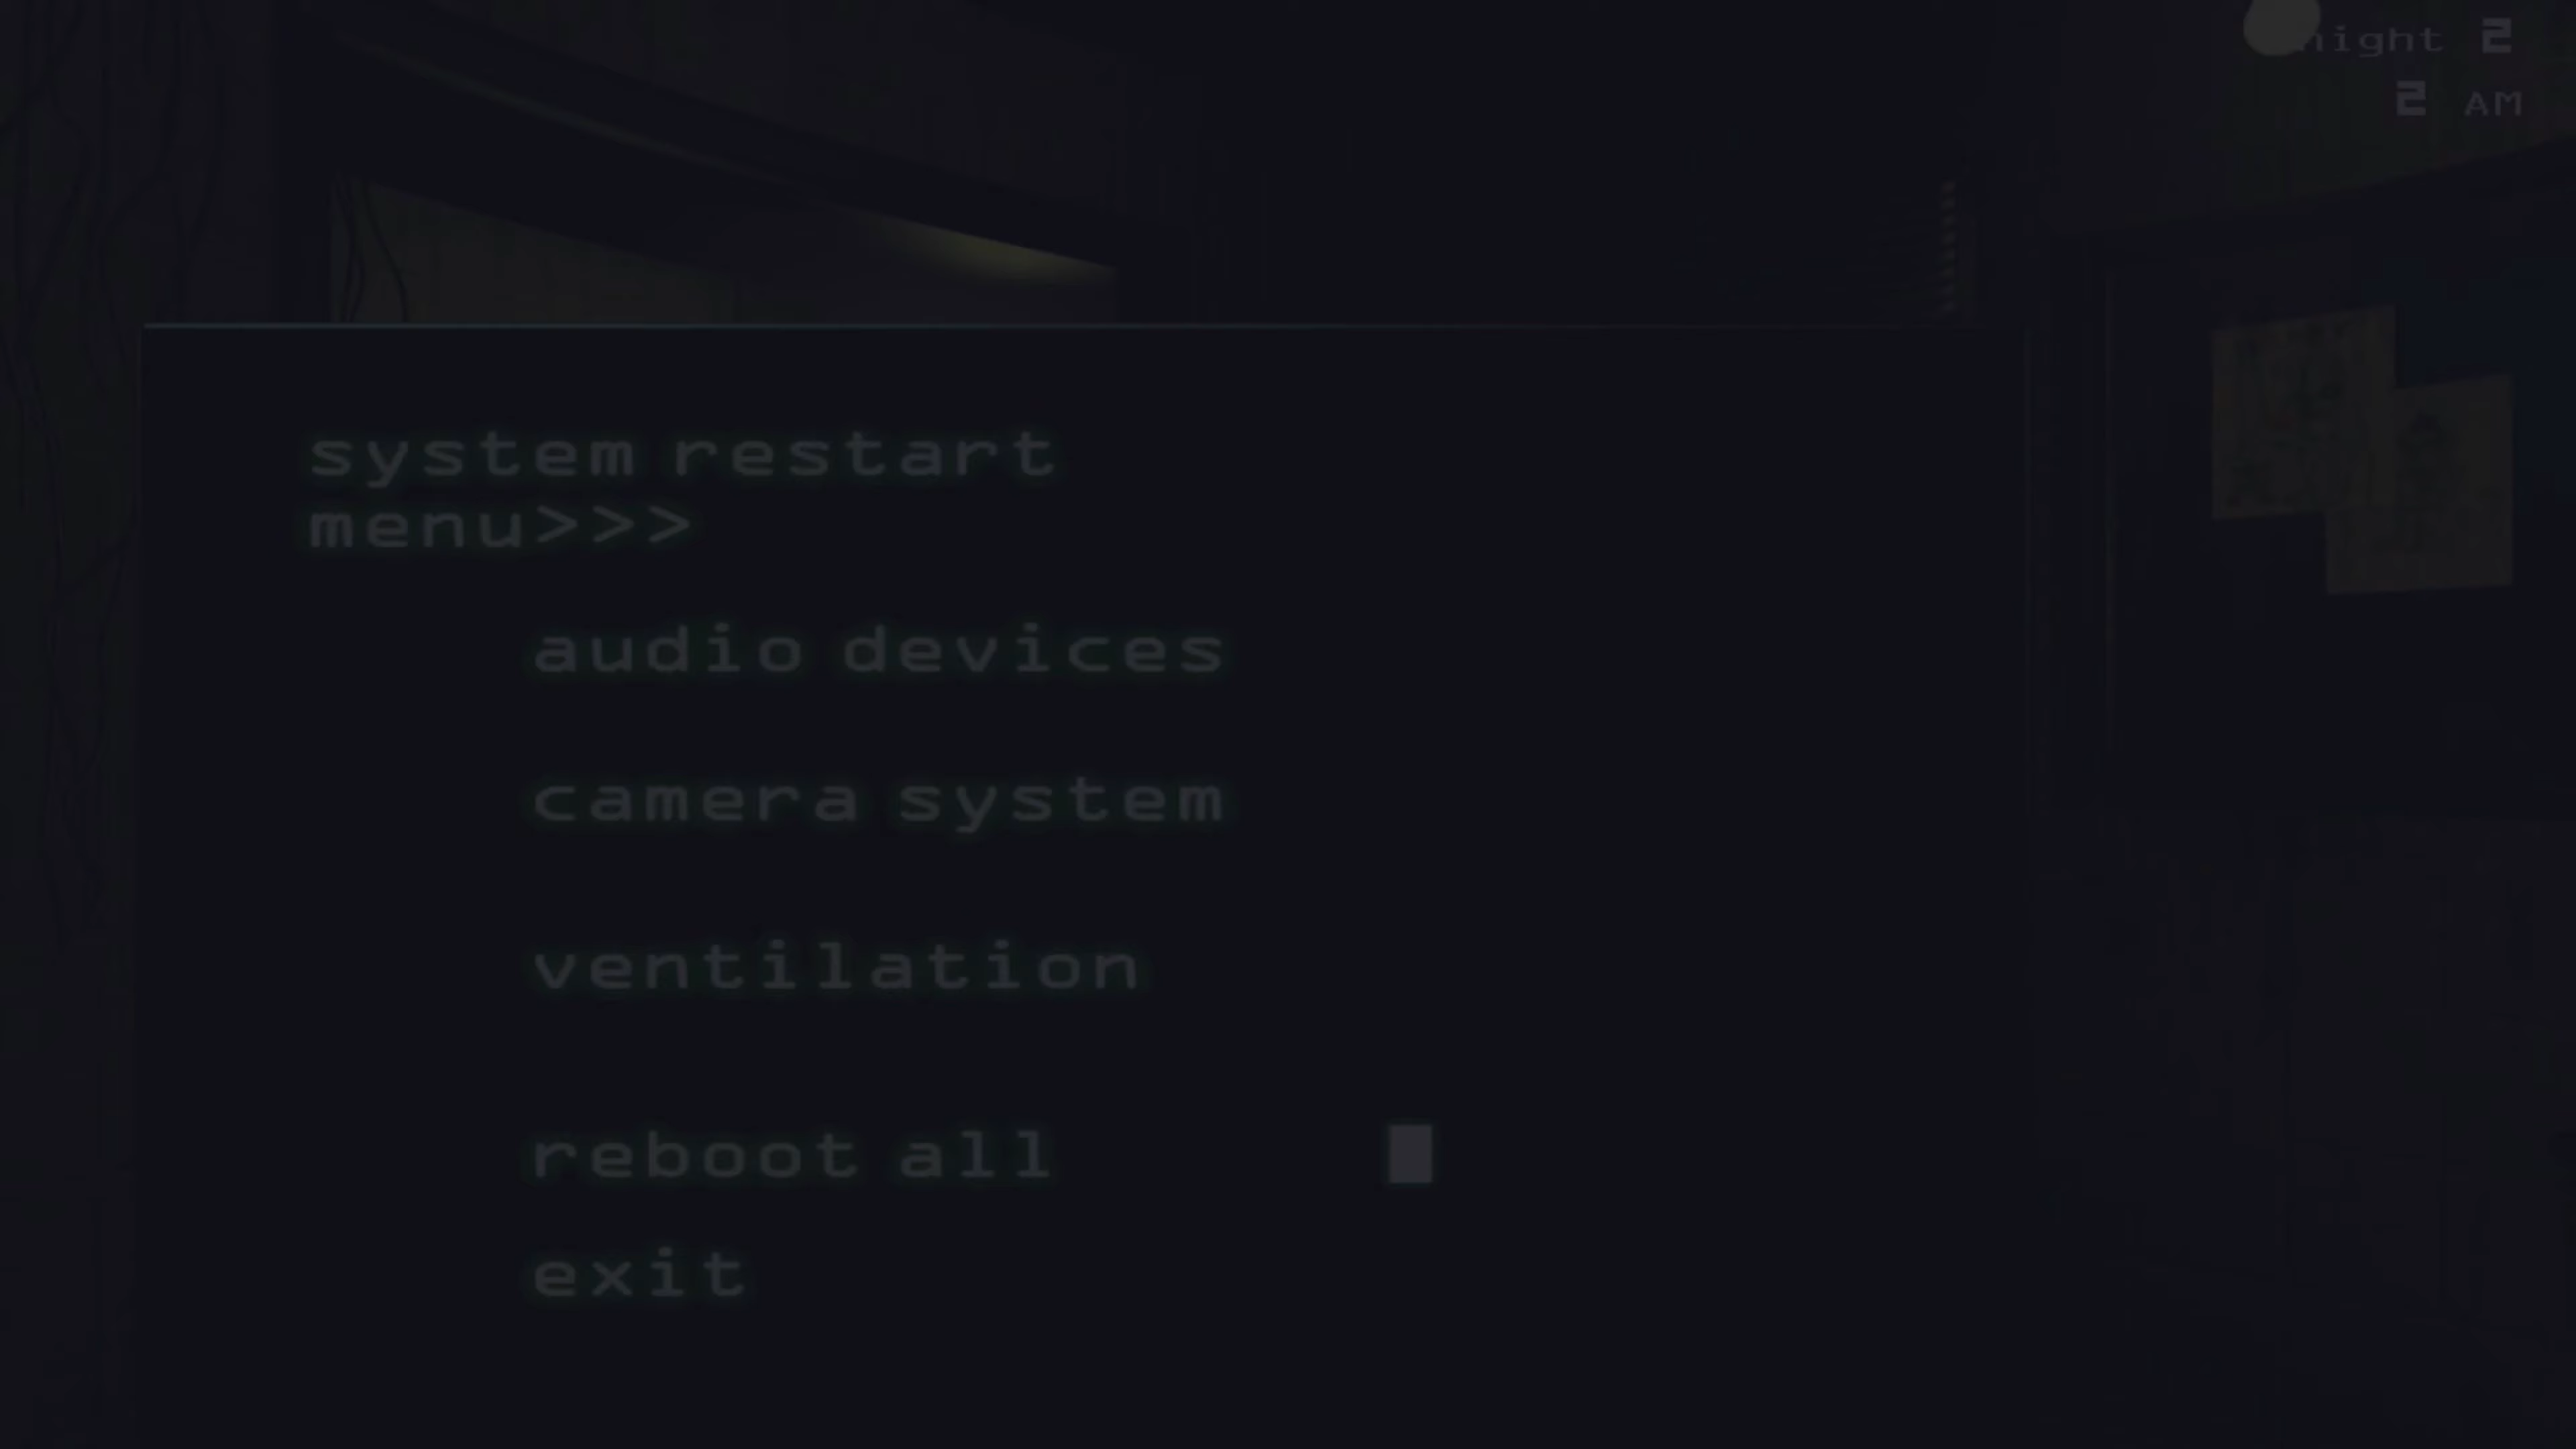 night 2
2 AM
system restart
menu>>>
audio devices
camera system
ventilation
reboot all
exit